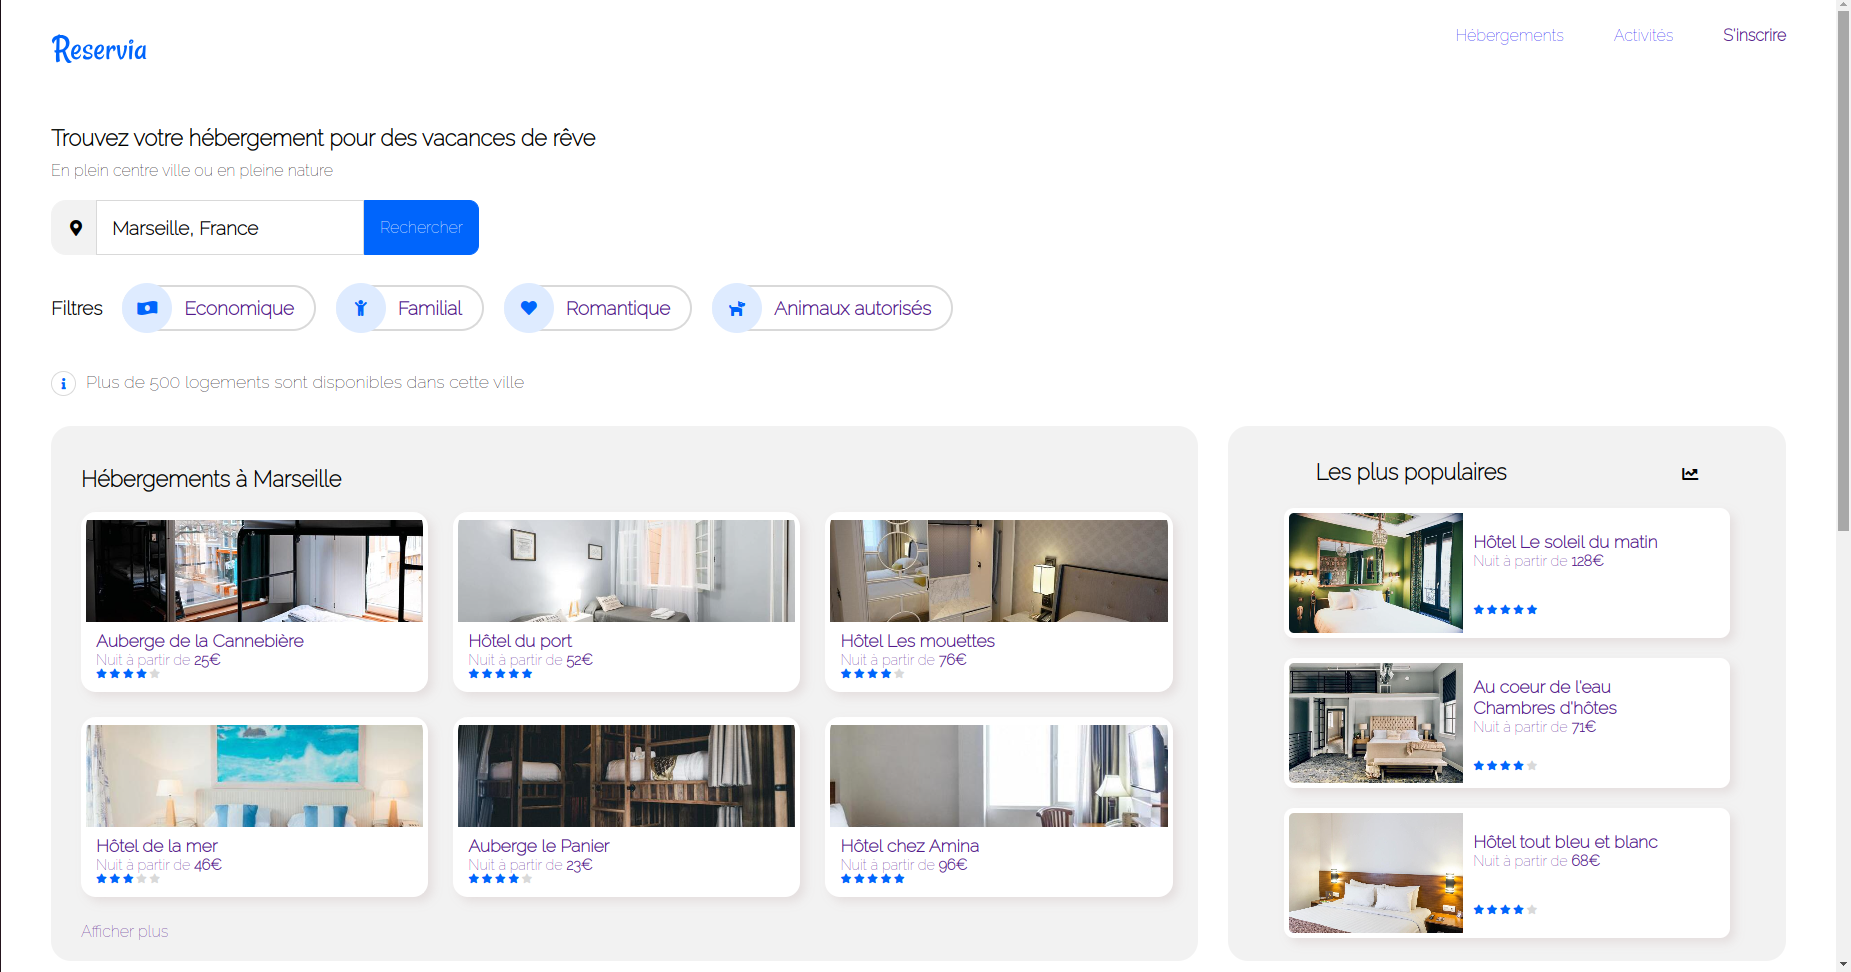 Reservia
Hébergements
Activités
S'inscrire
Trouvez votre hébergement pour des vacances de rêve
En plein centre ville ou en pleine nature
Marseille, France
Rechercher
Filtres
Economique
Familial
Romantique
Animaux autorisés
Plus de 500 logements sont disponibles dans cette ville
Hébergements à Marseille
Auberge de la Cannebière
Nuit à partir de 25€
Hôtel du port
Nuit à partir de 52€
Hôtel Les mouettes
Nuit à partir de 76€
Hôtel de la mer
Nuit à partir de 46€
Auberge le Panier
Nuit à partir de 23€
Hôtel chez Amina
Nuit à partir de 96€
Afficher plus
Les plus populaires
Hôtel Le soleil du matin
Nuit à partir de 128€
Au coeur de l'eau
Chambres d'hôtes
Nuit à partir de 71€
Hôtel tout bleu et blanc
Nuit à partir de 68€